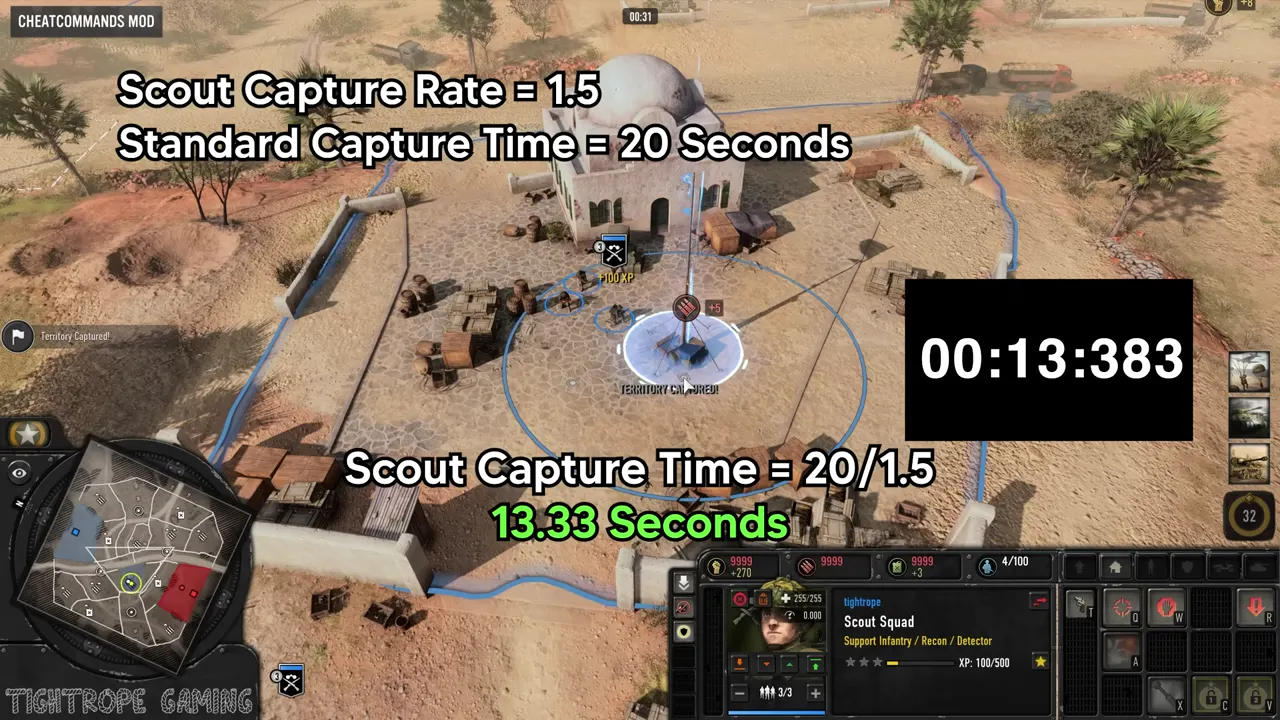 CHEATCOMMANDS MOD
00:31
+8
Scout Capture Rate = 1.5
Standard Capture Time = 20 Seconds
3
+100 XP
+5
Territory Captured!
TERRITORY CAPTURED!
00:13:383
Scout Capture Time = 20/1.5
13.33 Seconds
32
N
9999
+270
9999
9999
+3
4/100
255/255
0.000
3/3
tightrope
Scout Squad
Support Infantry / Recon / Detector
XP: 100/500
T
Q
W
R
A
X
C
V
3
TIGHTROPE GAMING